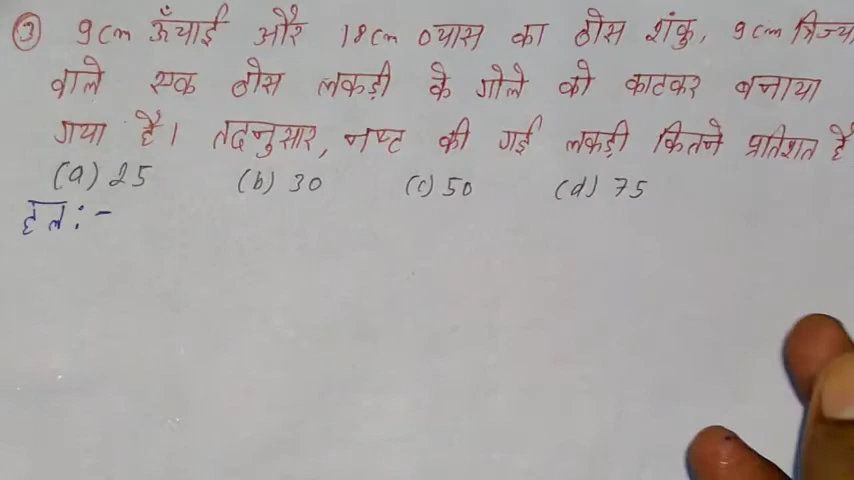 ③ 9cm ऊँचाई और 18cm व्यास का ठोस शंकु, 9cm त्रिज्या
वाले एक ठोस लकड़ी के गोले को काटकर बनाया
गया है। तदनुसार, नष्ट की गई लकड़ी कितने प्रतिशत है
(a) 25 (b) 30 (c) 50 (d) 75
हल :-